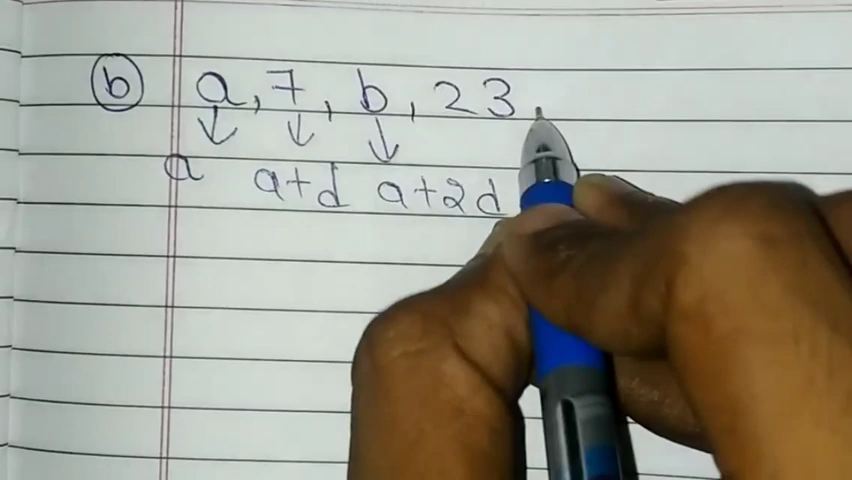 b a, 7, b, 23,
↓ ↓ ↓
a a+d a+2d